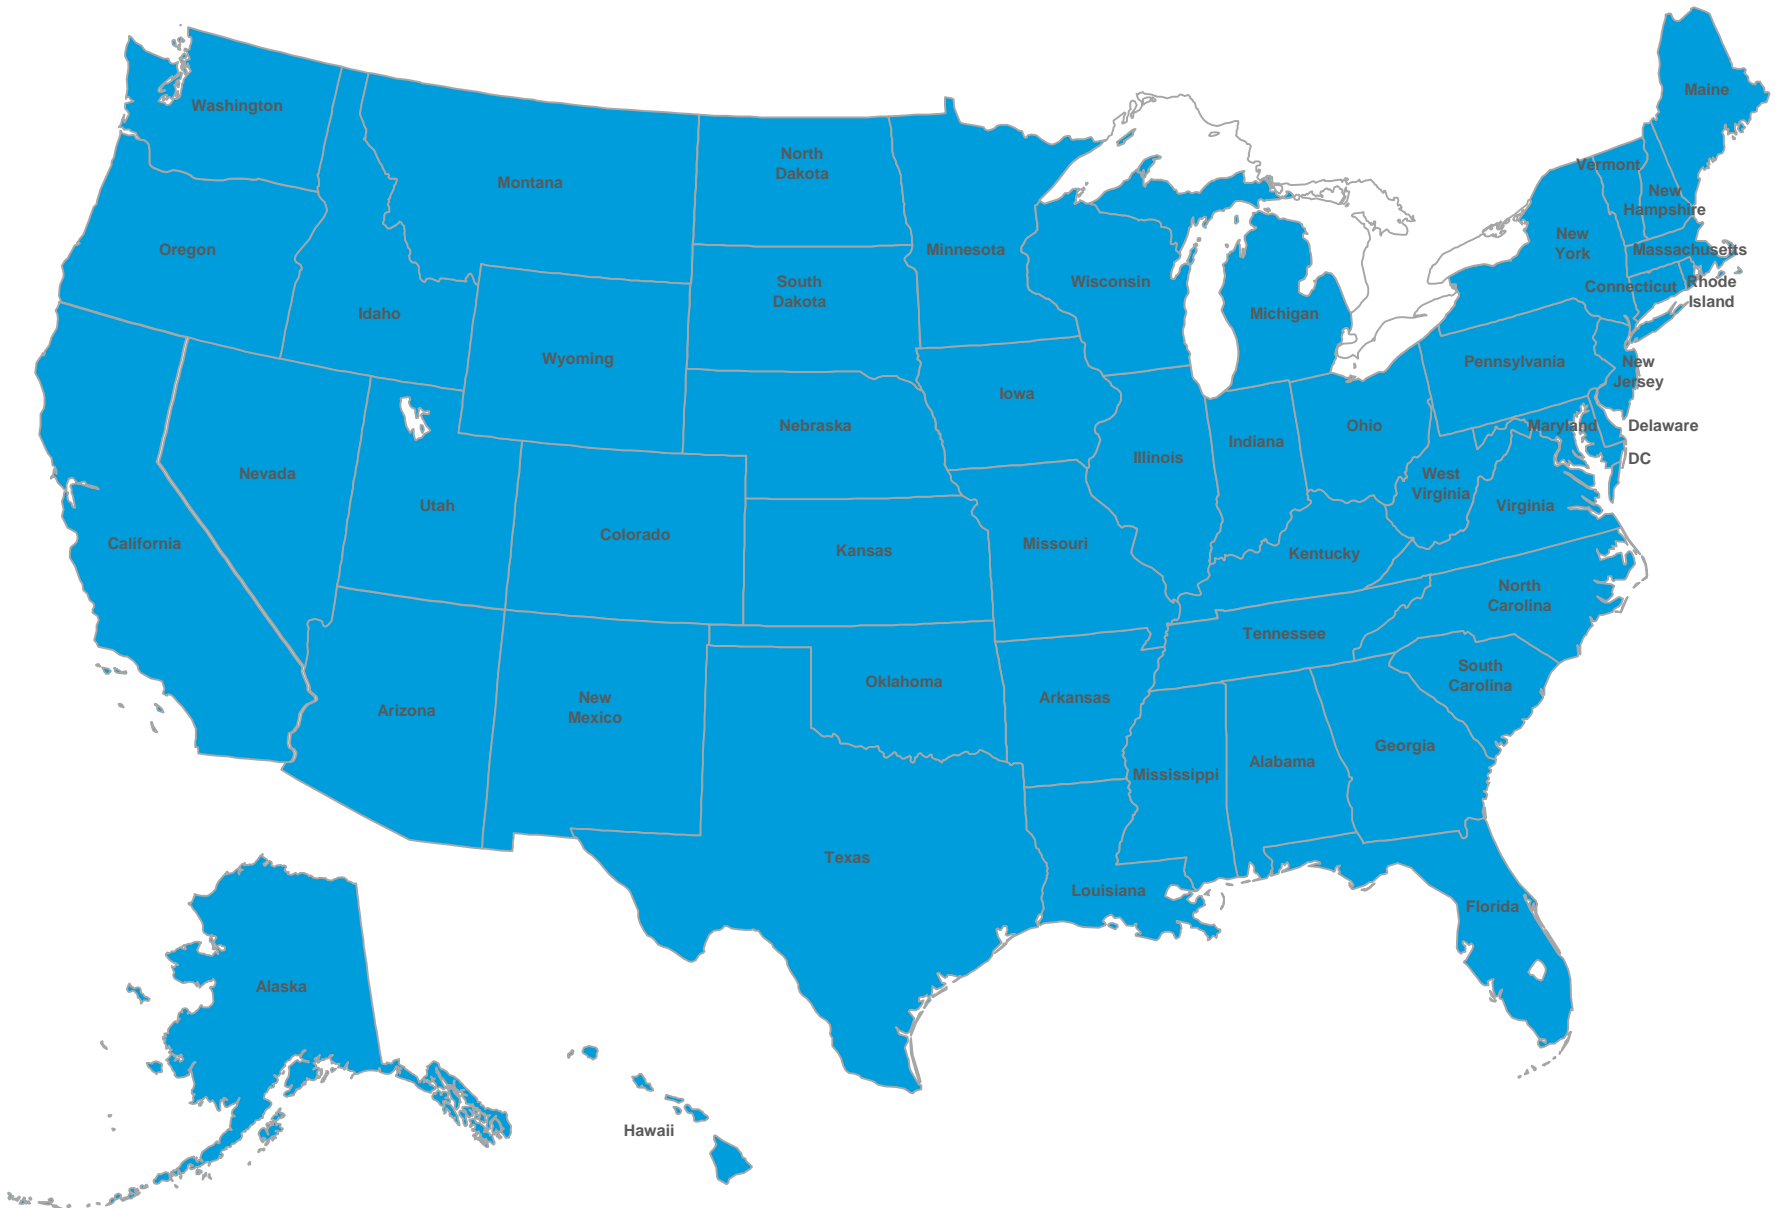 Maine
Washington
North
Dakota
Vermont
Montana
New
Hampshire
Oregon
Minnesota
New
York
Massachusetts
Wisconsin
South
Dakota
Connecticut
Rhode
Island
Idaho
Michigan
Wyoming
Pennsylvania
New
Jersey
Iowa
Nebraska
Ohio
Maryland
Delaware
Indiana
Illinois
DC
Nevada
West
Virginia
Utah
Virginia
Colorado
California
Missouri
Kansas
Kentucky
North
Carolina
Tennessee
South
Carolina
Oklahoma
Arkansas
New
Mexico
Arizona
Georgia
Alabama
Mississippi
Texas
Louisiana
Florida
Alaska
Hawaii